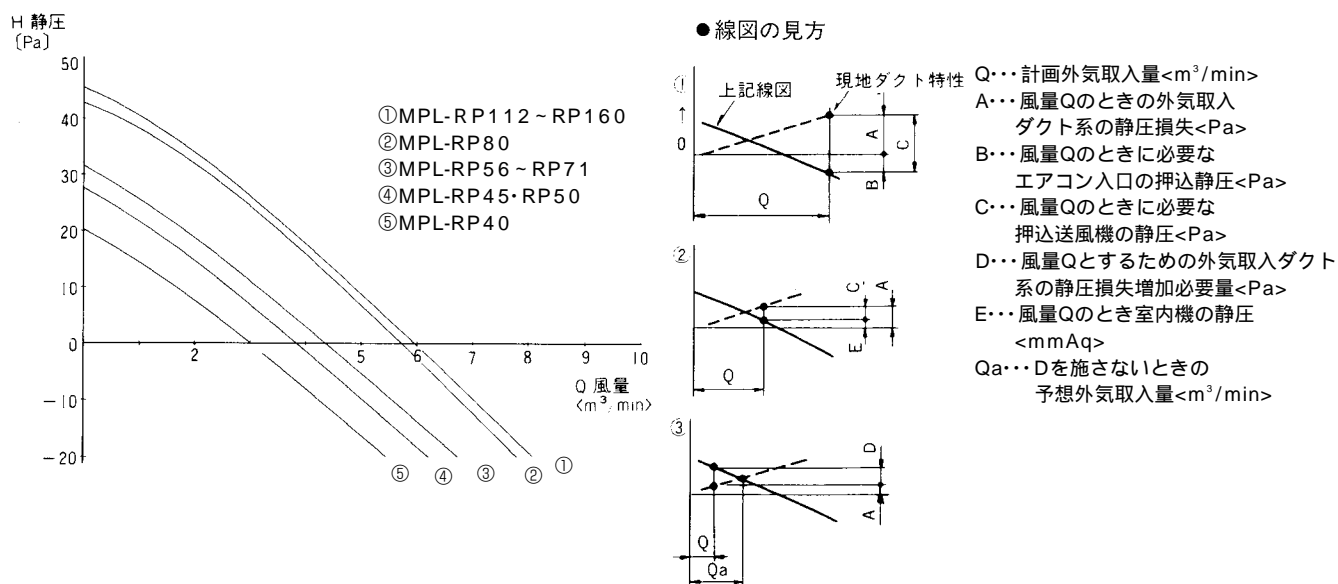 H 静圧
〔Pa〕
50
40
30
20
10
0
－10
－20
2
3
4
5
6
7
8
9
10
Q 風量
〈m³/min〉
①MPL-RP112～RP160
②MPL-RP80
③MPL-RP56～RP71
④MPL-RP45・RP50
⑤MPL-RP40
⑤ ④ ③ ② ①
●線図の見方
①
上記線図
現地ダクト特性
↑
0
A
C
B
Q
②
C
A
E
Q
③
D
A
Q
Qa
Q･･･計画外気取入量<m³/min>
A･･･風量Qのときの外気取入
ダクト系の静圧損失<Pa>
B･･･風量Qのときに必要な
エアコン入口の押込静圧<Pa>
C･･･風量Qのときに必要な
押込送風機の静圧<Pa>
D･･･風量Qとするための外気取入ダクト
系の静圧損失増加必要量<Pa>
E･･･風量Qのとき室内機の静圧
<mmAq>
Qa･･･Dを施さないときの
予想外気取入量<m³/min>